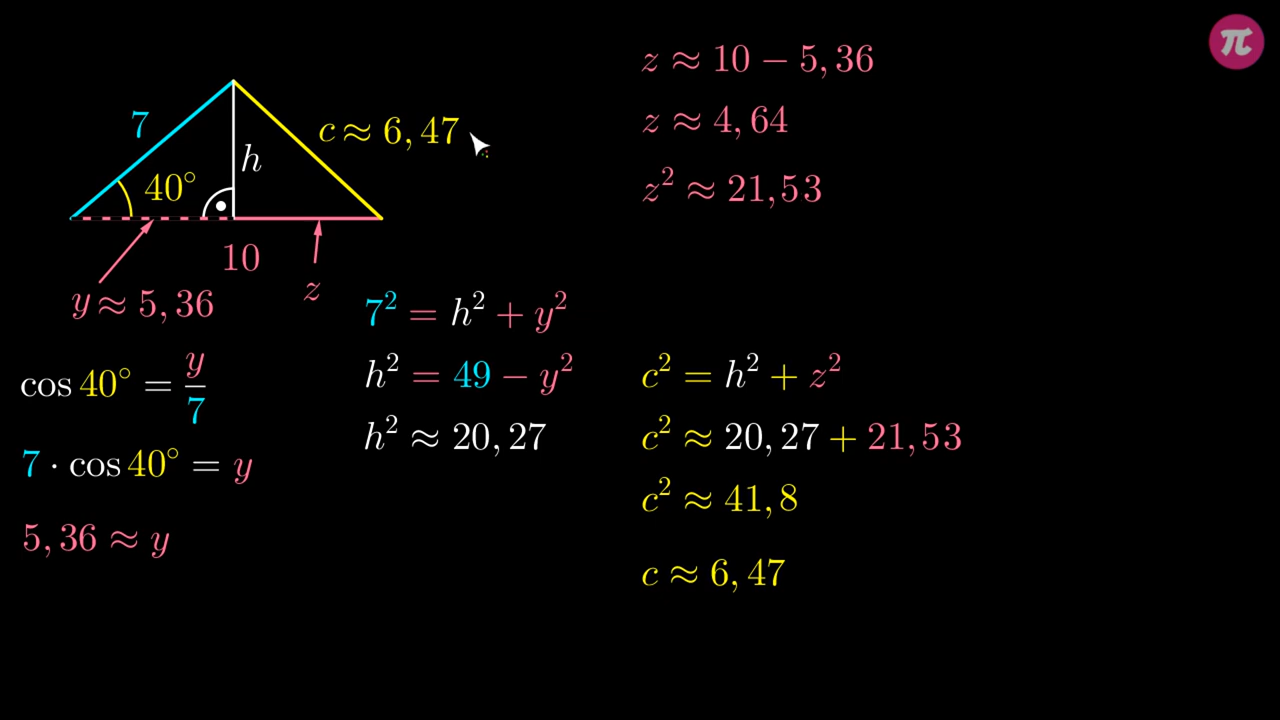 π
7
c ≈ 6,47
h
40°
10
y ≈ 5,36
z
cos 40° = y/7
7 · cos 40° = y
5,36 ≈ y
7² = h² + y²
h² = 49 − y²
h² ≈ 20,27
z ≈ 10 − 5,36
z ≈ 4,64
z² ≈ 21,53
c² = h² + z²
c² ≈ 20,27 + 21,53
c² ≈ 41,8
c ≈ 6,47